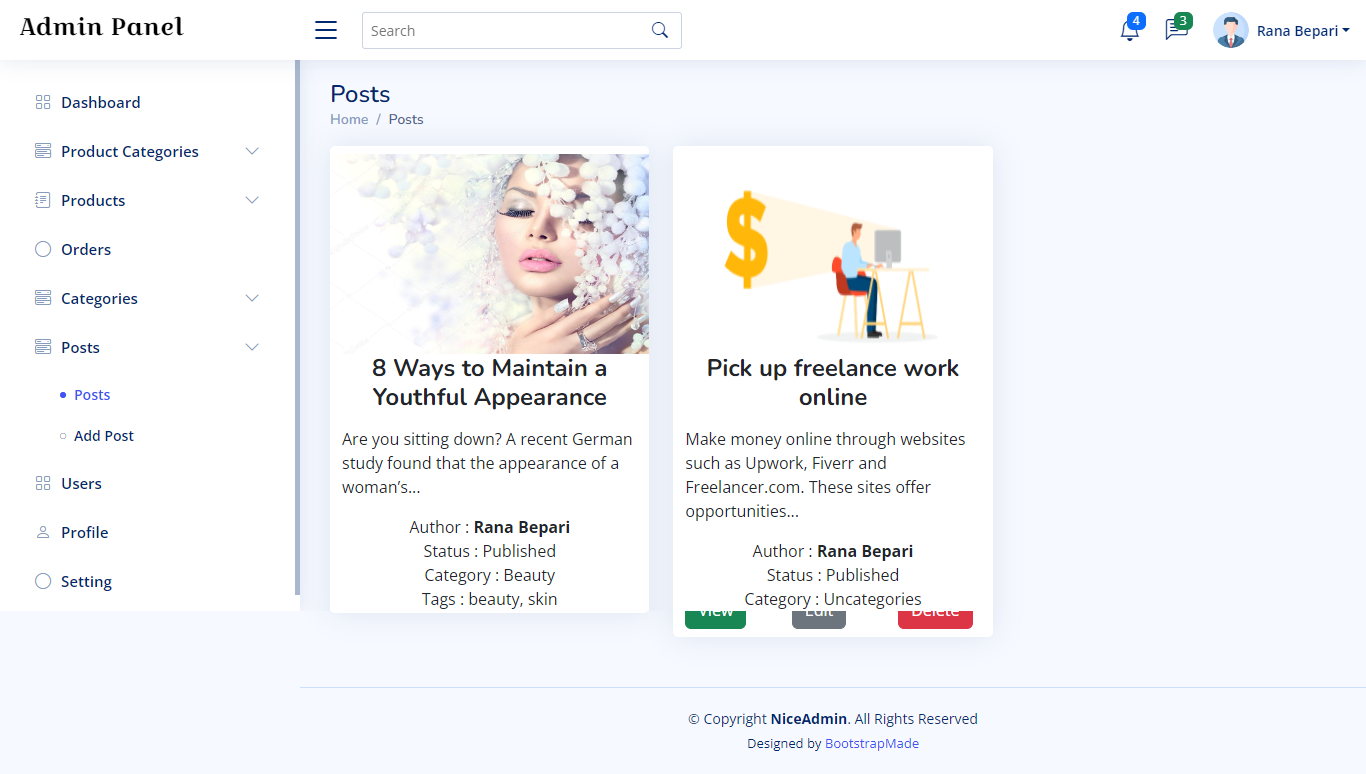 Admin Panel
Search
4
3
Rana Bepari
Dashboard
Product Categories
Products
Orders
Categories
Posts
Posts
Add Post
Users
Profile
Setting
Posts
Home / Posts
8 Ways to Maintain a
Youthful Appearance
Are you sitting down? A recent German
study found that the appearance of a
woman’s...
Author : Rana Bepari
Status : Published
Category : Beauty
Tags : beauty, skin
$
Pick up freelance work
online
Make money online through websites
such as Upwork, Fiverr and
Freelancer.com. These sites offer
opportunities...
Author : Rana Bepari
Status : Published
Category : Uncategories
View Edit Delete
© Copyright NiceAdmin. All Rights Reserved
Designed by BootstrapMade